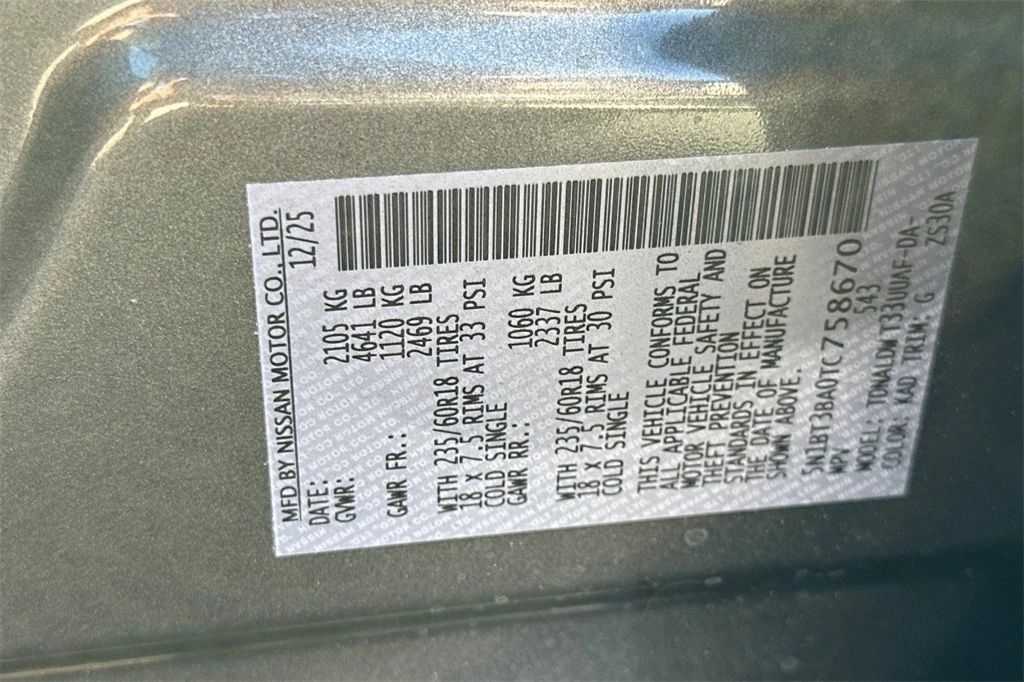 MFD BY NISSAN MOTOR CO., LTD.
DATE: 12/25
GVWR: 2105 KG
4641 LB
GAWR FR.: 1120 KG
2469 LB
WITH 235/60R18 TIRES
18 X 7.5 RIMS AT 33 PSI
COLD SINGLE
GAWR RR.: 1060 KG
2337 LB
WITH 235/60R18 TIRES
18 X 7.5 RIMS AT 30 PSI
COLD SINGLE
THIS VEHICLE CONFORMS TO
ALL APPLICABLE FEDERAL
MOTOR VEHICLE SAFETY AND
THEFT PREVENTION
STANDARDS IN EFFECT ON
THE DATE OF MANUFACTURE
SHOWN ABOVE.
5N1BT3BA0TC758670
MPV 543
MODEL: TDNALDW T33UUAF-DA-
COLOR: KAD TRIM: G ZS30A